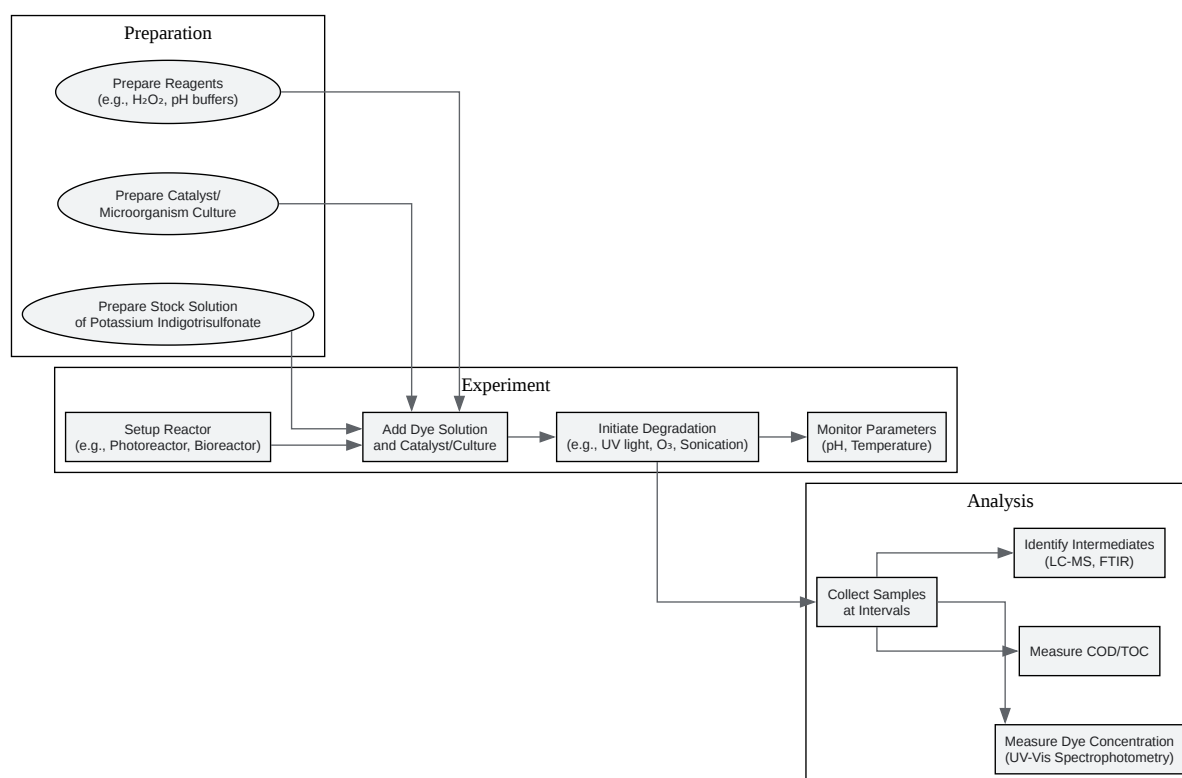 Preparation
Prepare Reagents
(e.g., H₂O₂, pH buffers)
Prepare Catalyst/
Microorganism Culture
Prepare Stock Solution
of Potassium Indigotrisulfonate
Experiment
Setup Reactor
(e.g., Photoreactor, Bioreactor)
Add Dye Solution
and Catalyst/Culture
Initiate Degradation
(e.g., UV light, O₃, Sonication)
Monitor Parameters
(pH, Temperature)
Analysis
Collect Samples
at Intervals
Identify Intermediates
(LC-MS, FTIR)
Measure COD/TOC
Measure Dye Concentration
(UV-Vis Spectrophotometry)